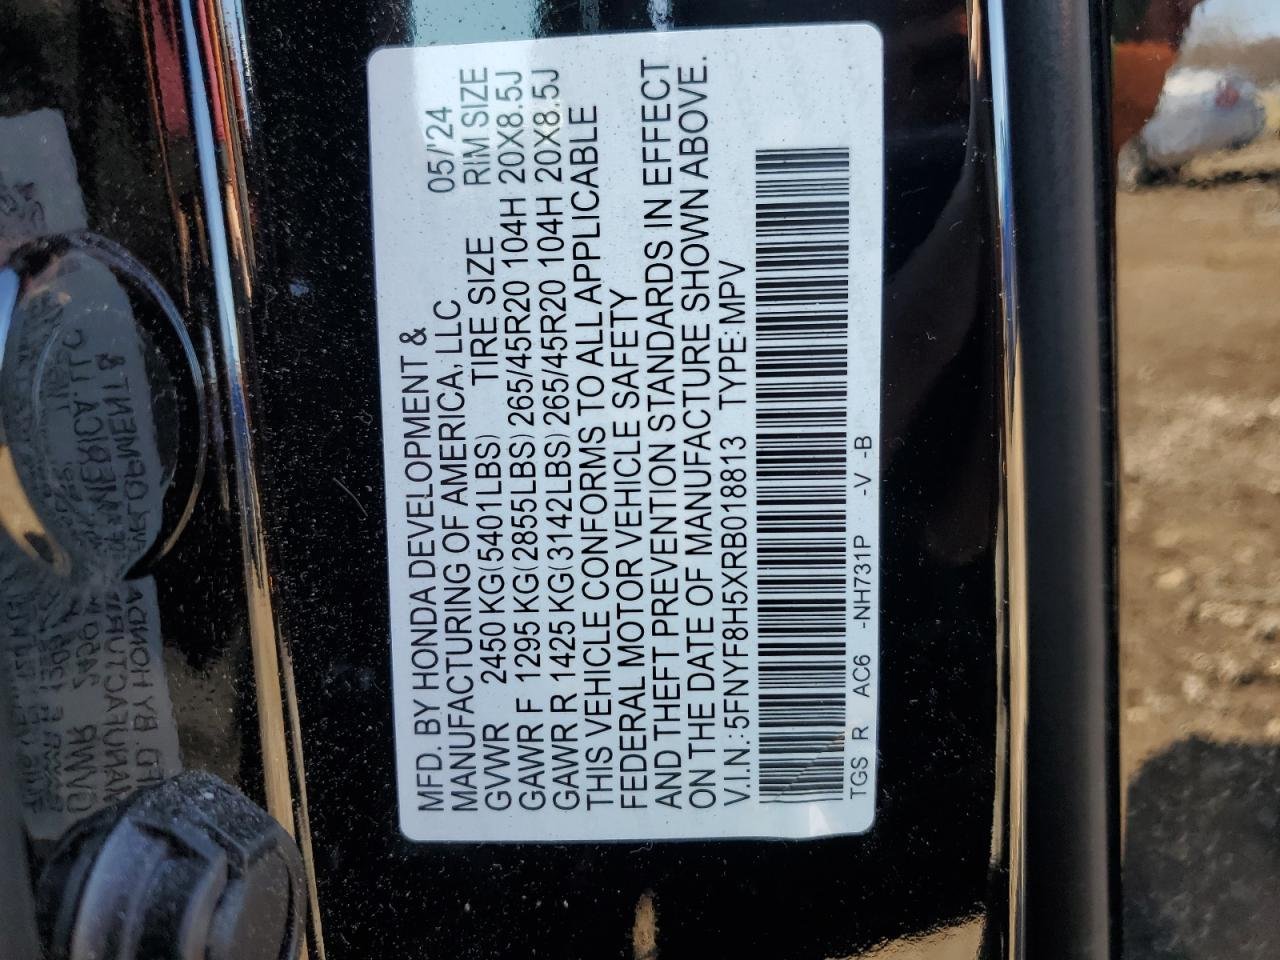 MFD. BY HONDA DEVELOPMENT & 05/'24
MANUFACTURING OF AMERICA, LLC RIM SIZE
GVWR 2450 KG(5401LBS) TIRE SIZE
GAWR F 1295 KG(2855LBS) 265/45R20 104H 20X8.5J
GAWR R 1425 KG(3142LBS) 265/45R20 104H 20X8.5J
THIS VEHICLE CONFORMS TO ALL APPLICABLE
FEDERAL MOTOR VEHICLE SAFETY
AND THEFT PREVENTION STANDARDS IN EFFECT
ON THE DATE OF MANUFACTURE SHOWN ABOVE.
V.I.N.: 5FNYF8H5XRB018813 TYPE: MPV
TGS R AC6 -NH731P -V -B